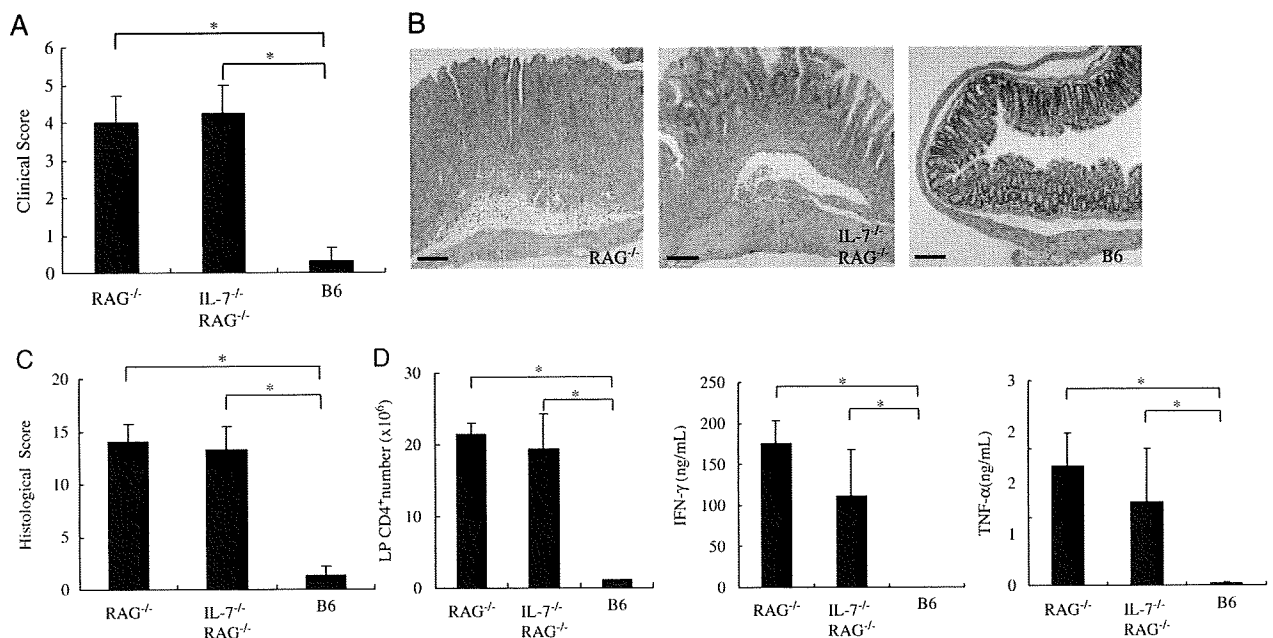 A
Clinical Score
6
5
4
3
2
1
0
*
*
RAG-/-
IL-7-/-
RAG-/-
B6
B
RAG-/-
IL-7-/-
RAG-/-
B6
C
Histological Score
20
15
10
5
0
*
*
RAG-/-
IL-7-/-
RAG-/-
B6
D
LP CD4+number (x10^6)
30
20
10
0
*
*
RAG-/-
IL-7-/-
RAG-/-
B6
IFN-γ (ng/mL)
250
200
150
100
50
0
*
*
RAG-/-
IL-7-/-
RAG-/-
B6
TNF-α(ng/mL)
3
2
2
1
0
*
*
RAG-/-
IL-7-/-
RAG-/-
B6